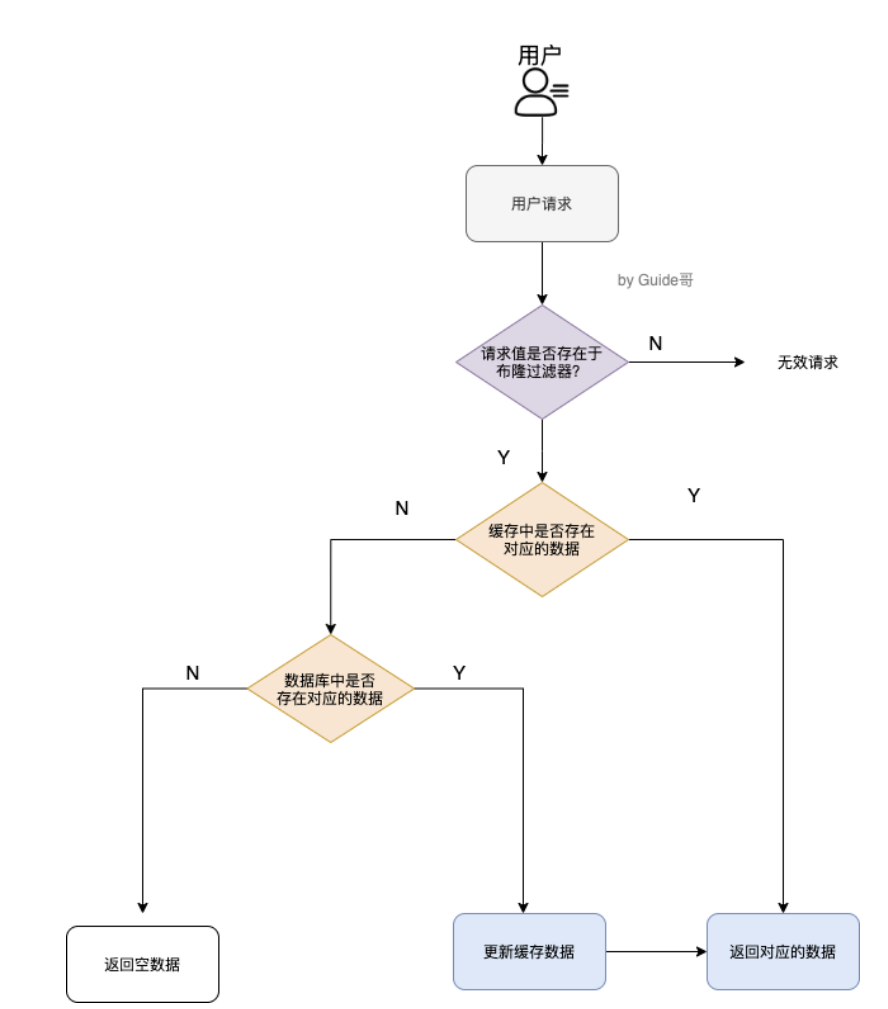 用户
用户请求
by Guide哥
请求值是否存在于
布隆过滤器?
N
无效请求
Y
缓存中是否存在
对应的数据
N
Y
数据库中是否
存在对应的数据
N
Y
返回空数据
更新缓存数据
返回对应的数据